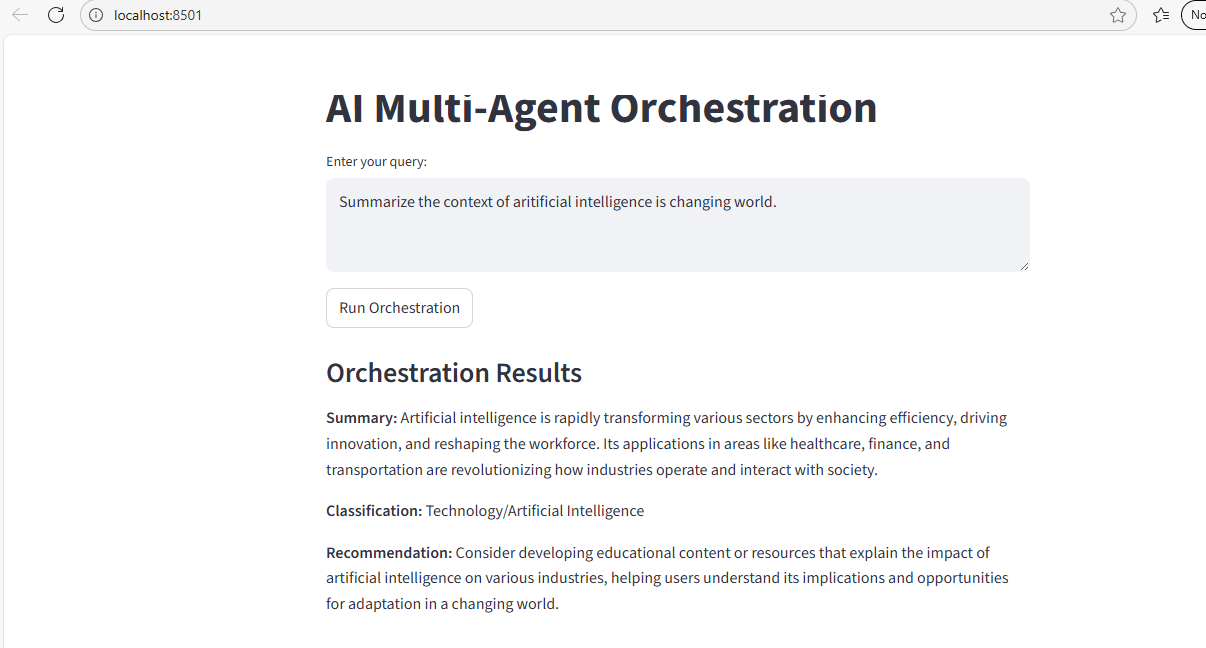 localhost:8501
No
AI Multi-Agent Orchestration
Enter your query:
Summarize the context of aritificial intelligence is changing world.
Run Orchestration
Orchestration Results
Summary: Artificial intelligence is rapidly transforming various sectors by enhancing efficiency, driving
innovation, and reshaping the workforce. Its applications in areas like healthcare, finance, and
transportation are revolutionizing how industries operate and interact with society.
Classification: Technology/Artificial Intelligence
Recommendation: Consider developing educational content or resources that explain the impact of
artificial intelligence on various industries, helping users understand its implications and opportunities
for adaptation in a changing world.